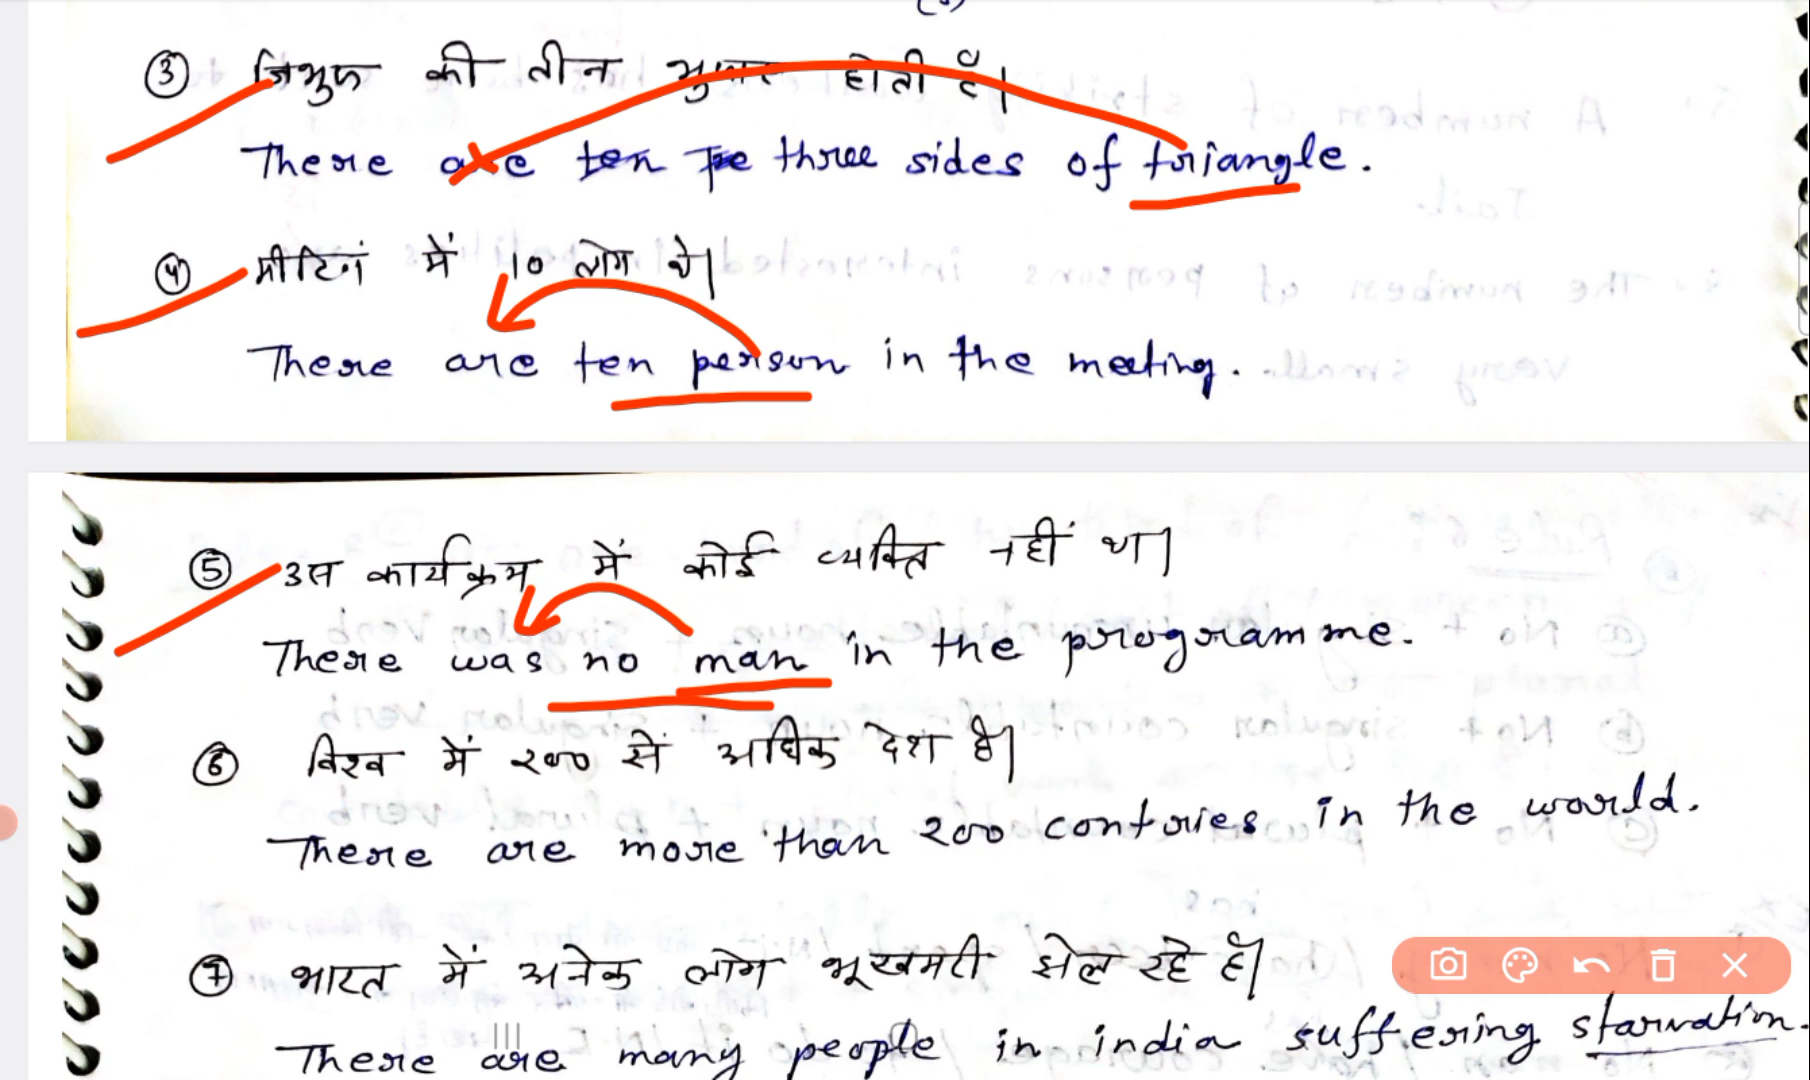 ③ त्रिभुज की तीन भुजाएं होती हैं।
There are ten three sides of triangle.
④ मीटिंगं में 10 लोग थे।
There are ten person in the meeting.
⑤ उस कार्यक्रम में कोई व्यक्ति नहीं था।
There was no man in the programme.
⑥ विश्व में २०० सें अधिक देश है।
There are more than 200 contories in the world.
⑦ भारत में अनेक लोग भूखमरी झेल रहे हैं।
There are many people in india suffering starvation.